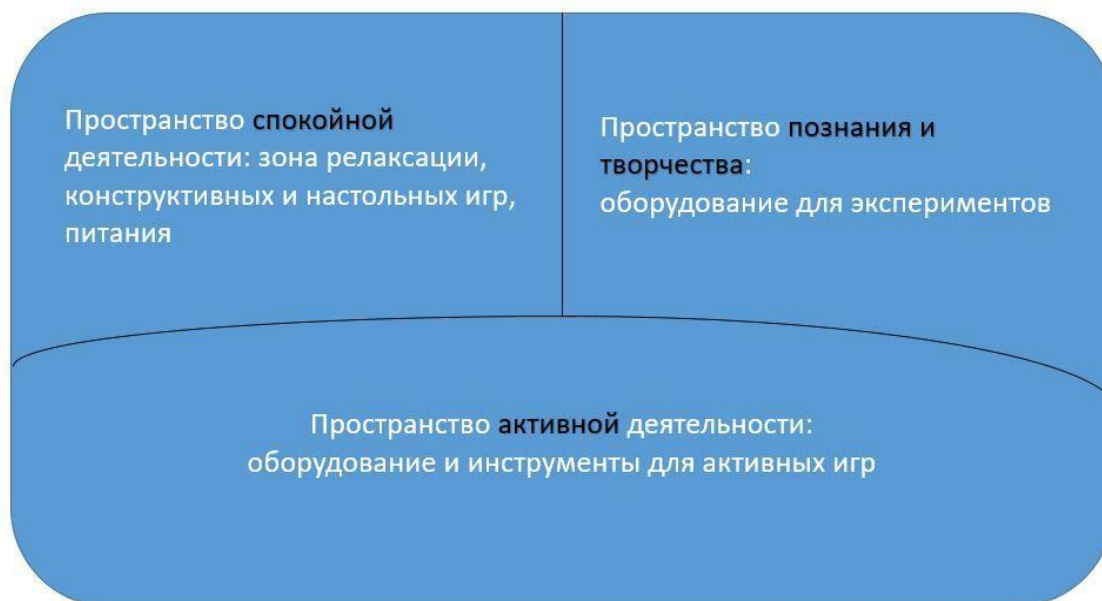 Пространство спокойной
деятельности: зона релаксации,
конструктивных и настольных игр,
питания
Пространство познания и
творчества:
оборудование для экспериментов
Пространство активной деятельности:
оборудование и инструменты для активных игр